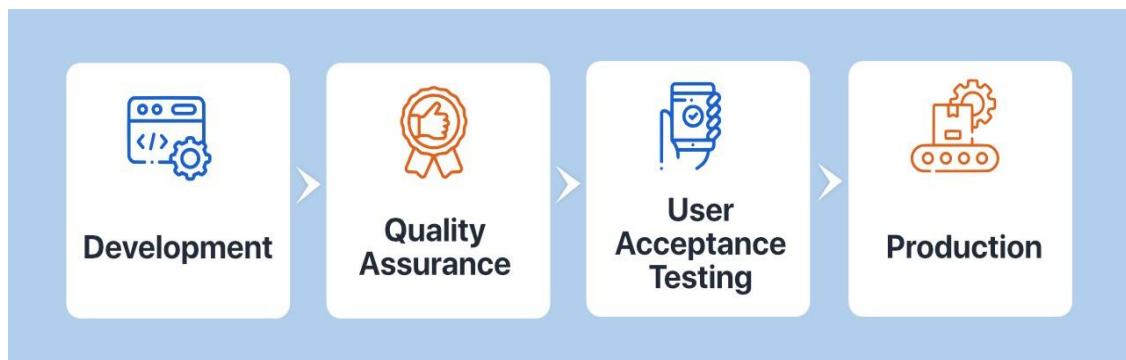 Development
Quality
Assurance
User
Acceptance
Testing
Production